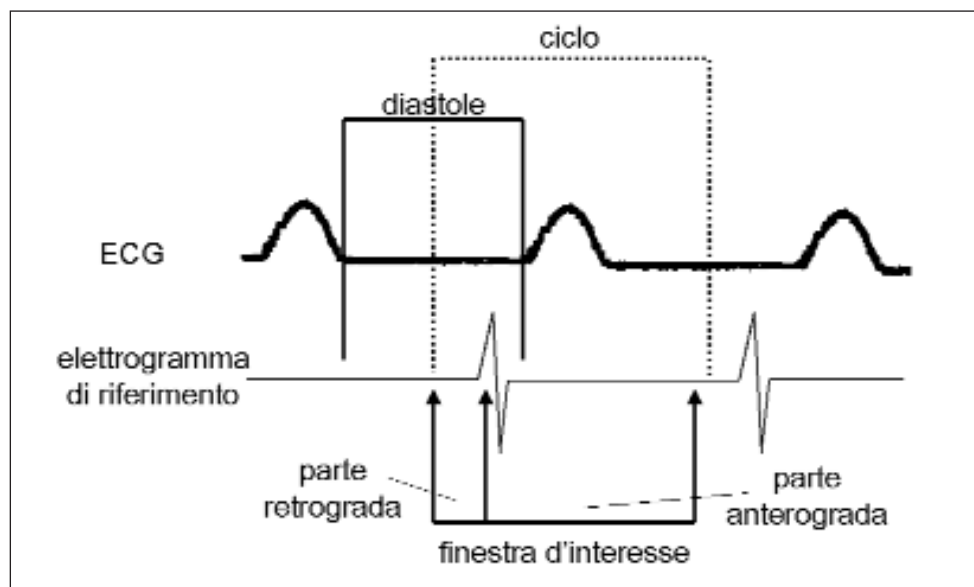 ciclo
diastole
ECG
elettrogramma
di riferimento
parte
retrograda
parte
anterograda
finestra d'interesse